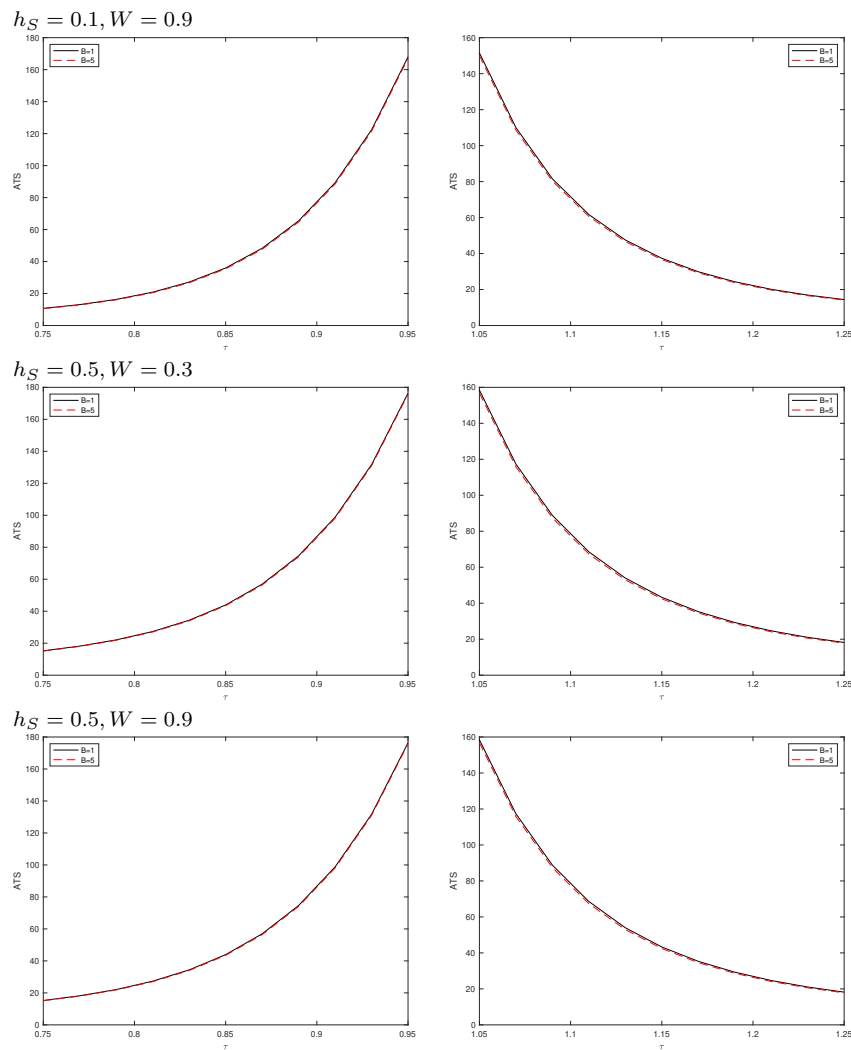 h_S = 0.1, W = 0.9
180
160
140
120
100
80
60
40
20
0
ATS
B=1
B=5
0.75 0.8 0.85 0.9 0.95
τ
160
140
120
100
80
60
40
20
0
ATS
B=1
B=5
1.05 1.1 1.15 1.2 1.25
τ
h_S = 0.5, W = 0.3
180
160
140
120
100
80
60
40
20
0
ATS
B=1
B=5
0.75 0.8 0.85 0.9 0.95
τ
160
140
120
100
80
60
40
20
0
ATS
B=1
B=5
1.05 1.1 1.15 1.2 1.25
τ
h_S = 0.5, W = 0.9
180
160
140
120
100
80
60
40
20
0
ATS
B=1
B=5
0.75 0.8 0.85 0.9 0.95
τ
160
140
120
100
80
60
40
20
0
ATS
B=1
B=5
1.05 1.1 1.15 1.2 1.25
τ